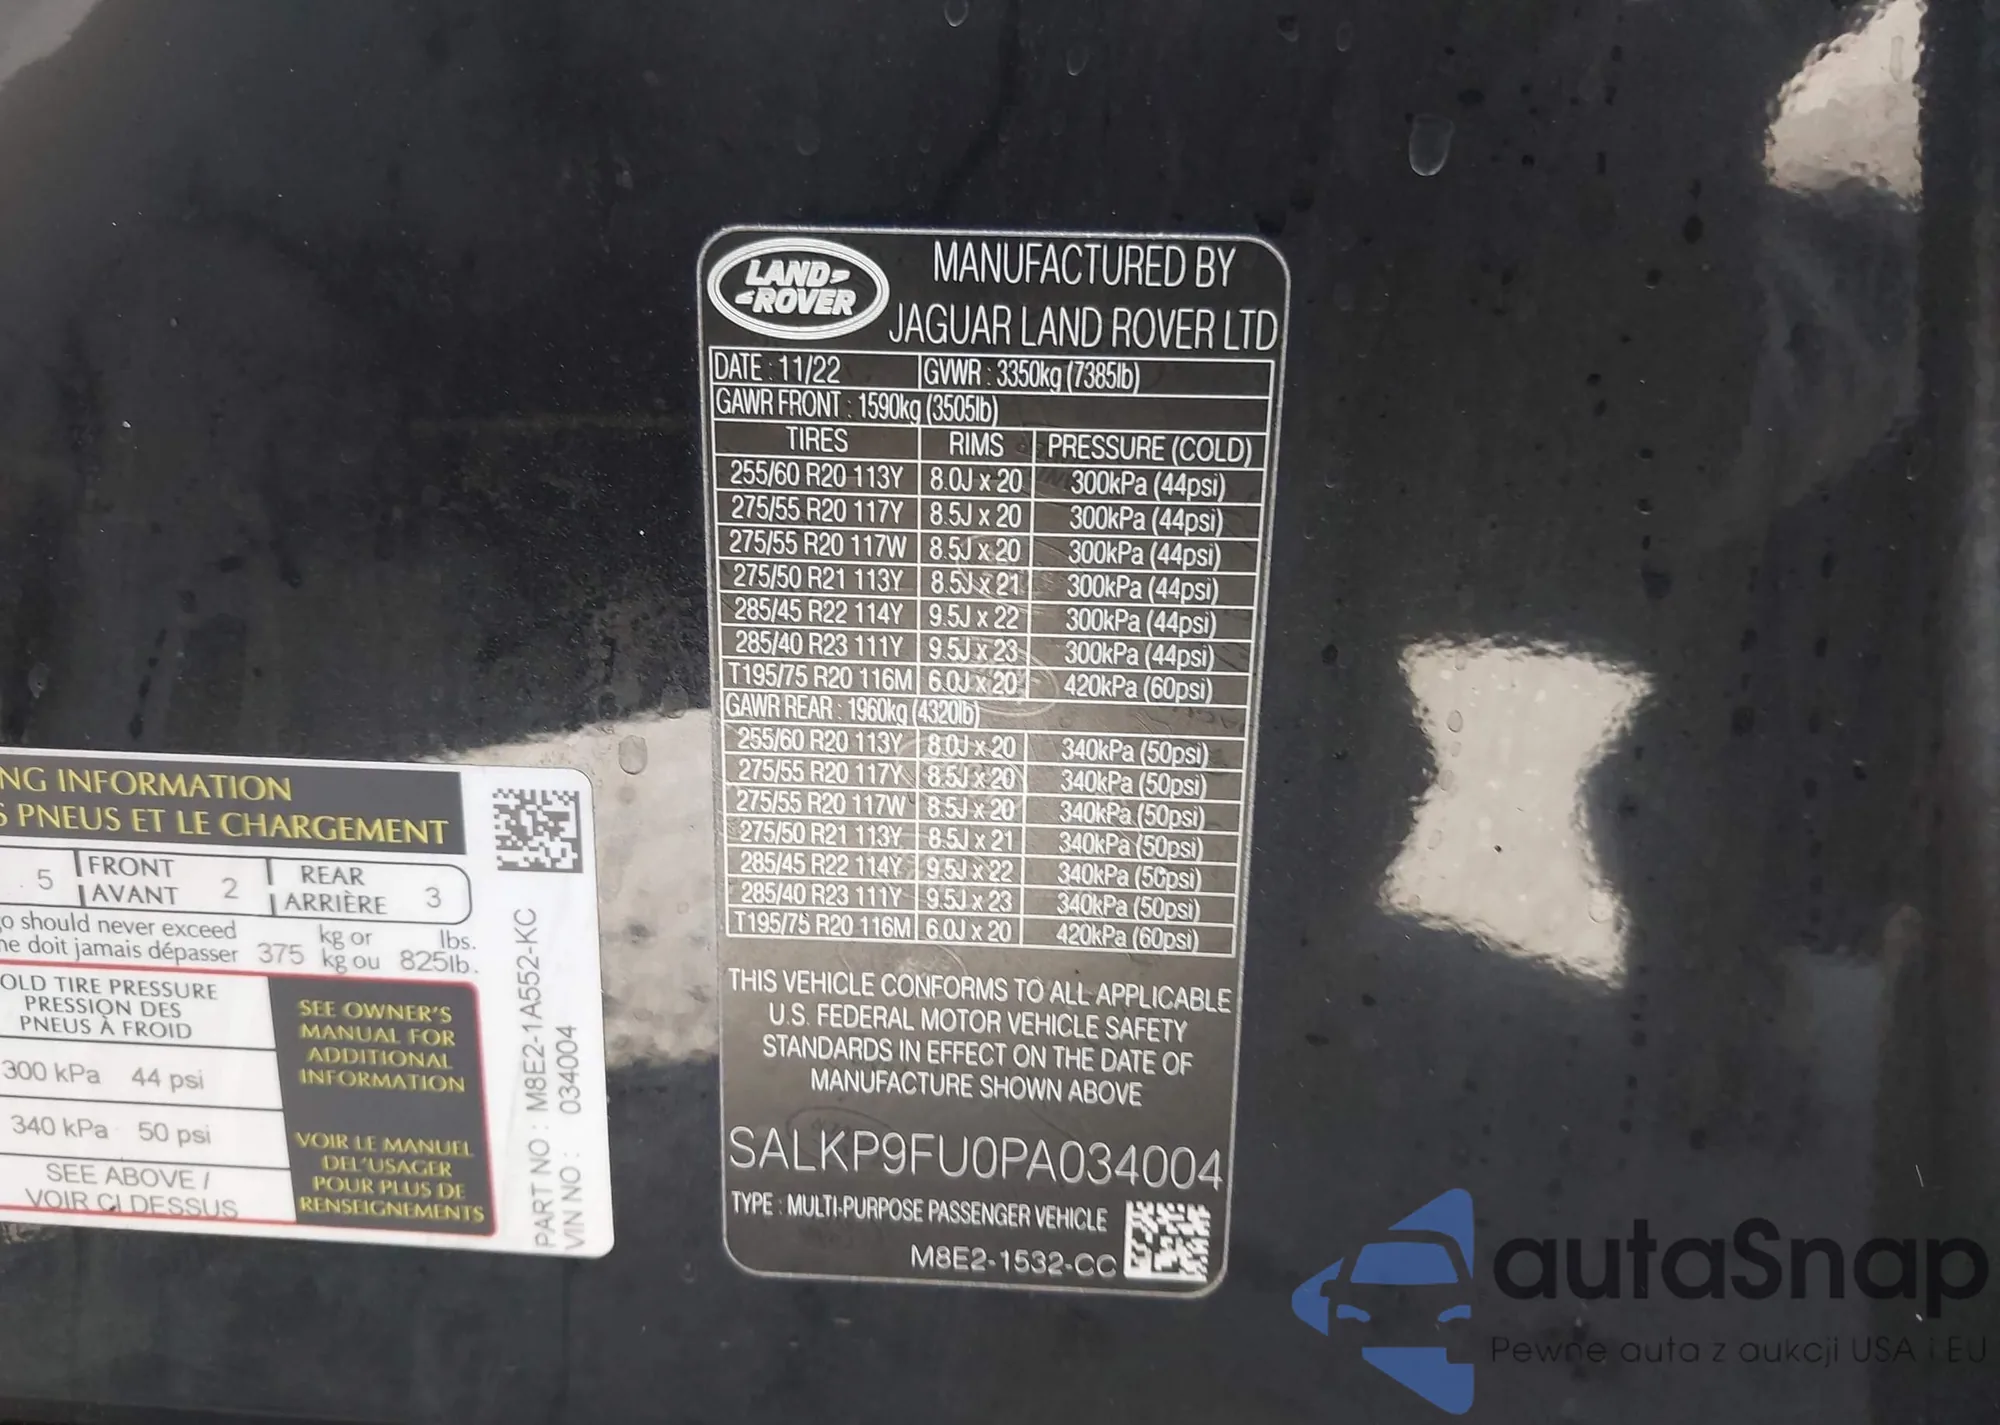 LAND
ROVER
MANUFACTURED BY
JAGUAR LAND ROVER LTD
DATE : 11/22 GVWR : 3350kg (7385lb)
GAWR FRONT : 1590kg (3505lb)
TIRES RIMS PRESSURE (COLD)
255/60 R20 113Y 8.0J x 20 300kPa (44psi)
275/55 R20 117Y 8.5J x 20 300kPa (44psi)
275/55 R20 117W 8.5J x 20 300kPa (44psi)
275/50 R21 113Y 8.5J x 21 300kPa (44psi)
285/45 R22 114Y 9.5J x 22 300kPa (44psi)
285/40 R23 111Y 9.5J x 23 300kPa (44psi)
T195/75 R20 116M 6.0J x 20 420kPa (60psi)
GAWR REAR : 1960kg (4320lb)
255/60 R20 113Y 8.0J x 20 340kPa (50psi)
275/55 R20 117Y 8.5J x 20 340kPa (50psi)
275/55 R20 117W 8.5J x 20 340kPa (50psi)
275/50 R21 113Y 8.5J x 21 340kPa (50psi)
285/45 R22 114Y 9.5J x 22 340kPa (50psi)
285/40 R23 111Y 9.5J x 23 340kPa (50psi)
T195/75 R20 116M 6.0J x 20 420kPa (60psi)
THIS VEHICLE CONFORMS TO ALL APPLICABLE
U.S. FEDERAL MOTOR VEHICLE SAFETY
STANDARDS IN EFFECT ON THE DATE OF
MANUFACTURE SHOWN ABOVE
SALKP9FU0PA034004
TYPE : MULTI-PURPOSE PASSENGER VEHICLE
M8E2-1532-CC
NG INFORMATION
S PNEUS ET LE CHARGEMENT
5 FRONT AVANT 2 REAR ARRIÈRE 3
go should never exceed kg or lbs.
ne doit jamais dépasser 375 kg ou 825lb.
OLD TIRE PRESSURE
PRESSION DES
PNEUS À FROID
300 kPa 44 psi
340 kPa 50 psi
SEE ABOVE /
VOIR CI DESSUS
SEE OWNER'S
MANUAL FOR
ADDITIONAL
INFORMATION
VOIR LE MANUEL
DEL'USAGER
POUR PLUS DE
RENSEIGNEMENTS
PART NO : M8E2-1A552-KC
VIN NO : 034004
autaSnap
Pewne auta z aukcji USA i EU